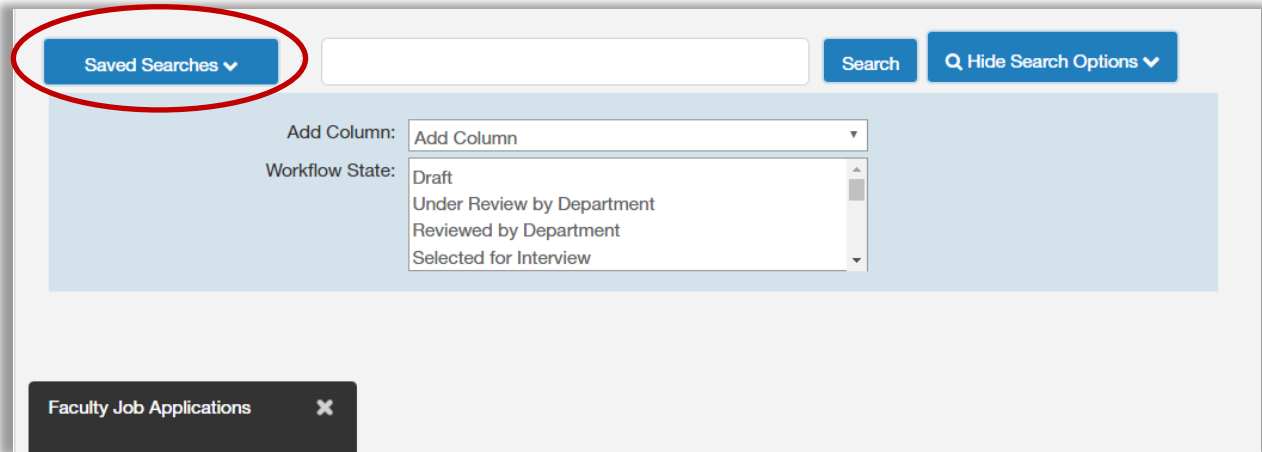 Saved Searches
Search
Hide Search Options
Add Column: Add Column
Workflow State: Draft
Under Review by Department
Reviewed by Department
Selected for Interview
Faculty Job Applications